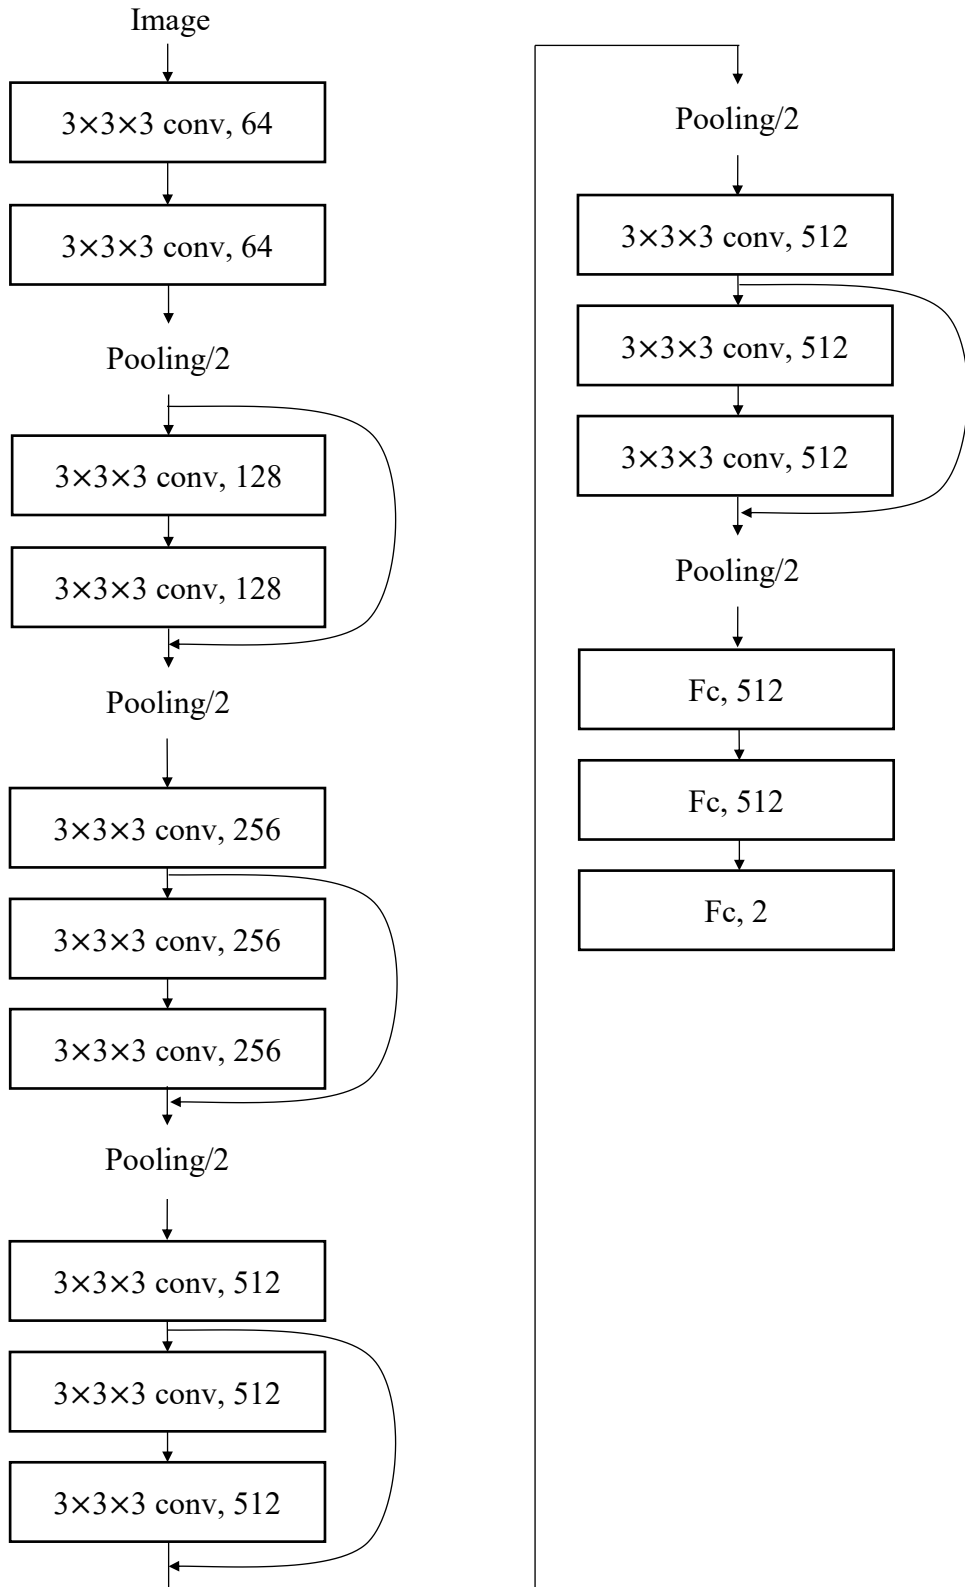 Image
3×3×3 conv, 64
3×3×3 conv, 64
Pooling/2
3×3×3 conv, 128
3×3×3 conv, 128
Pooling/2
3×3×3 conv, 256
3×3×3 conv, 256
3×3×3 conv, 256
Pooling/2
3×3×3 conv, 512
3×3×3 conv, 512
3×3×3 conv, 512
Pooling/2
3×3×3 conv, 512
3×3×3 conv, 512
3×3×3 conv, 512
Pooling/2
Fc, 512
Fc, 512
Fc, 2